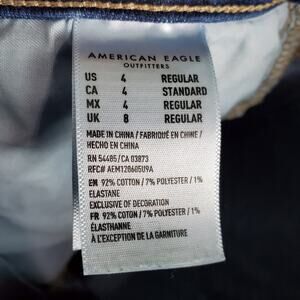 AMERICAN EAGLE
OUTFITTERS
US 4 REGULAR
CA 4 STANDARD
MX 4 REGULAR
UK 8 REGULAR
MADE IN CHINA / FABRIQUÉ EN CHINE /
HECHO EN CHINA
RN 54485/CA 03873
RFC# AEM120605U9A
EN 92% COTTON / 7% POLYESTER / 1%
ELASTANE
EXCLUSIVE OF DECORATION
FR 92% COTON / 7% POLYESTER / 1%
ÉLASTHANNE
À L'EXCEPTION DE LA GARNITURE